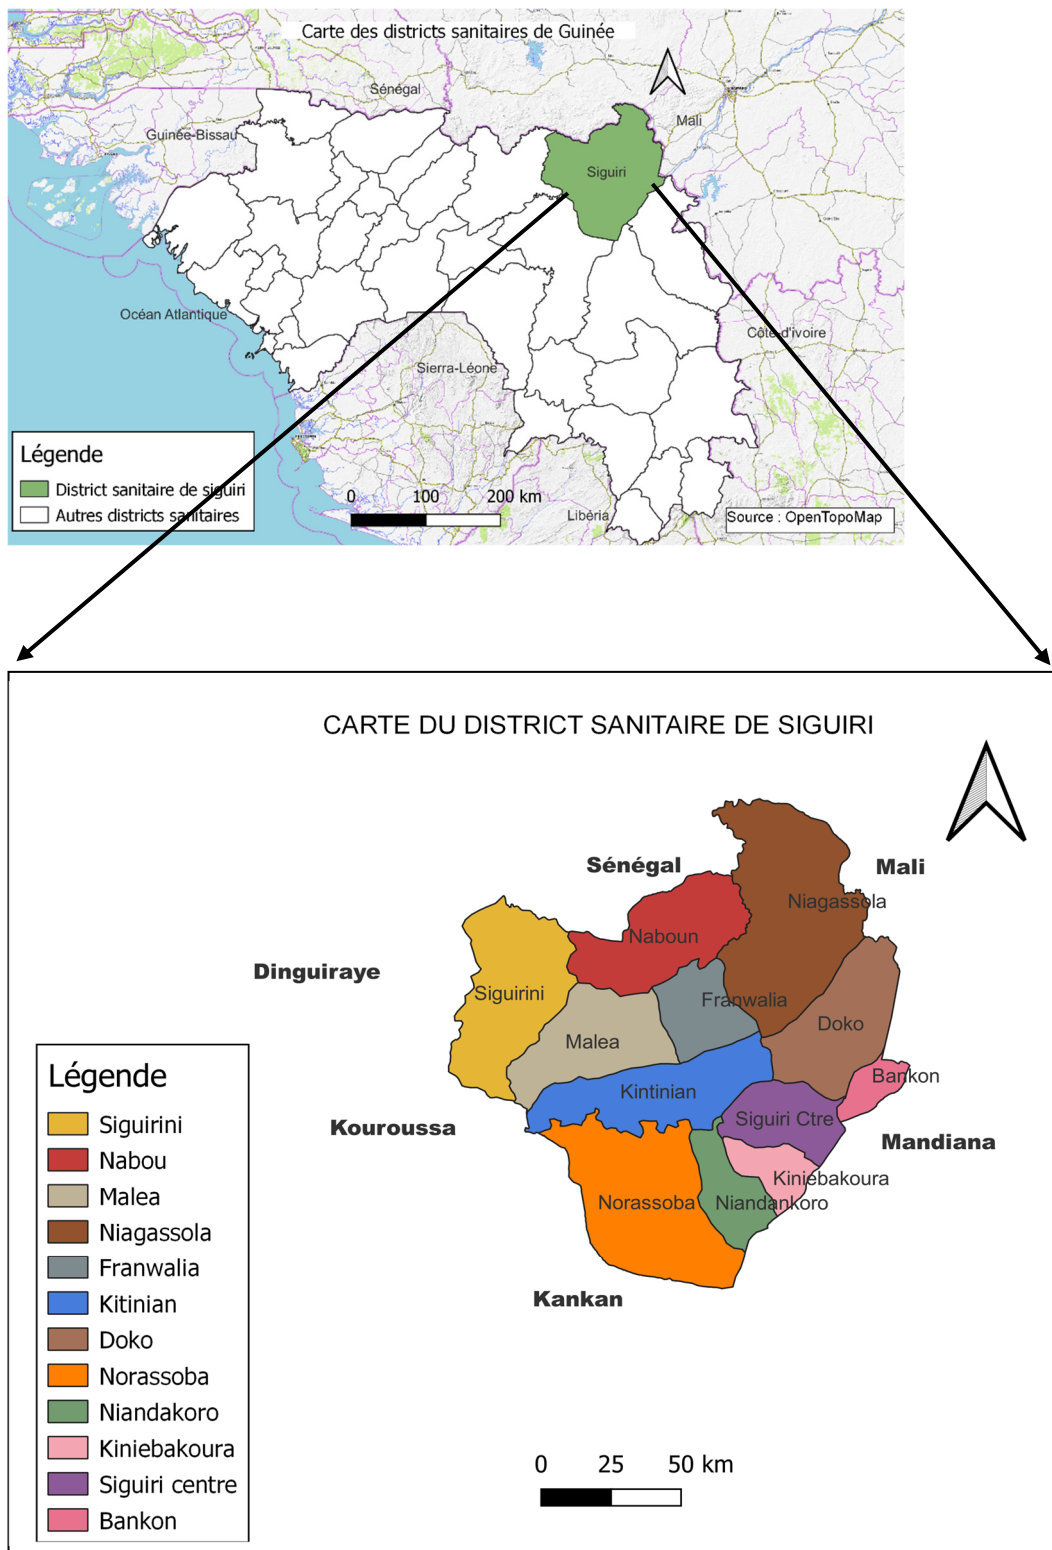 Carte des districts sanitaires de Guinée
Sénégal
Mali
Guinée-Bissau
Siguiri
Océan Atlantique
Côte d'ivoire
Sierra-Léone
Légende
District sanitaire de siguiri
Autres districts sanitaires
0 100 200 km
Libéria
Source : OpenTopoMap
CARTE DU DISTRICT SANITAIRE DE SIGUIRI
Sénégal
Mali
Niagassola
Naboun
Dinguiraye
Siguirini
Franwalia
Doko
Malea
Bankon
Kintinian
Siguiri Ctre
Kouroussa
Mandiana
Kiniebakoura
Norassoba
Niandankoro
Kankan
Légende
Siguirini
Nabou
Malea
Niagassola
Franwalia
Kitinian
Doko
Norassoba
Niandakoro
Kiniebakoura
Siguiri centre
Bankon
0 25 50 km